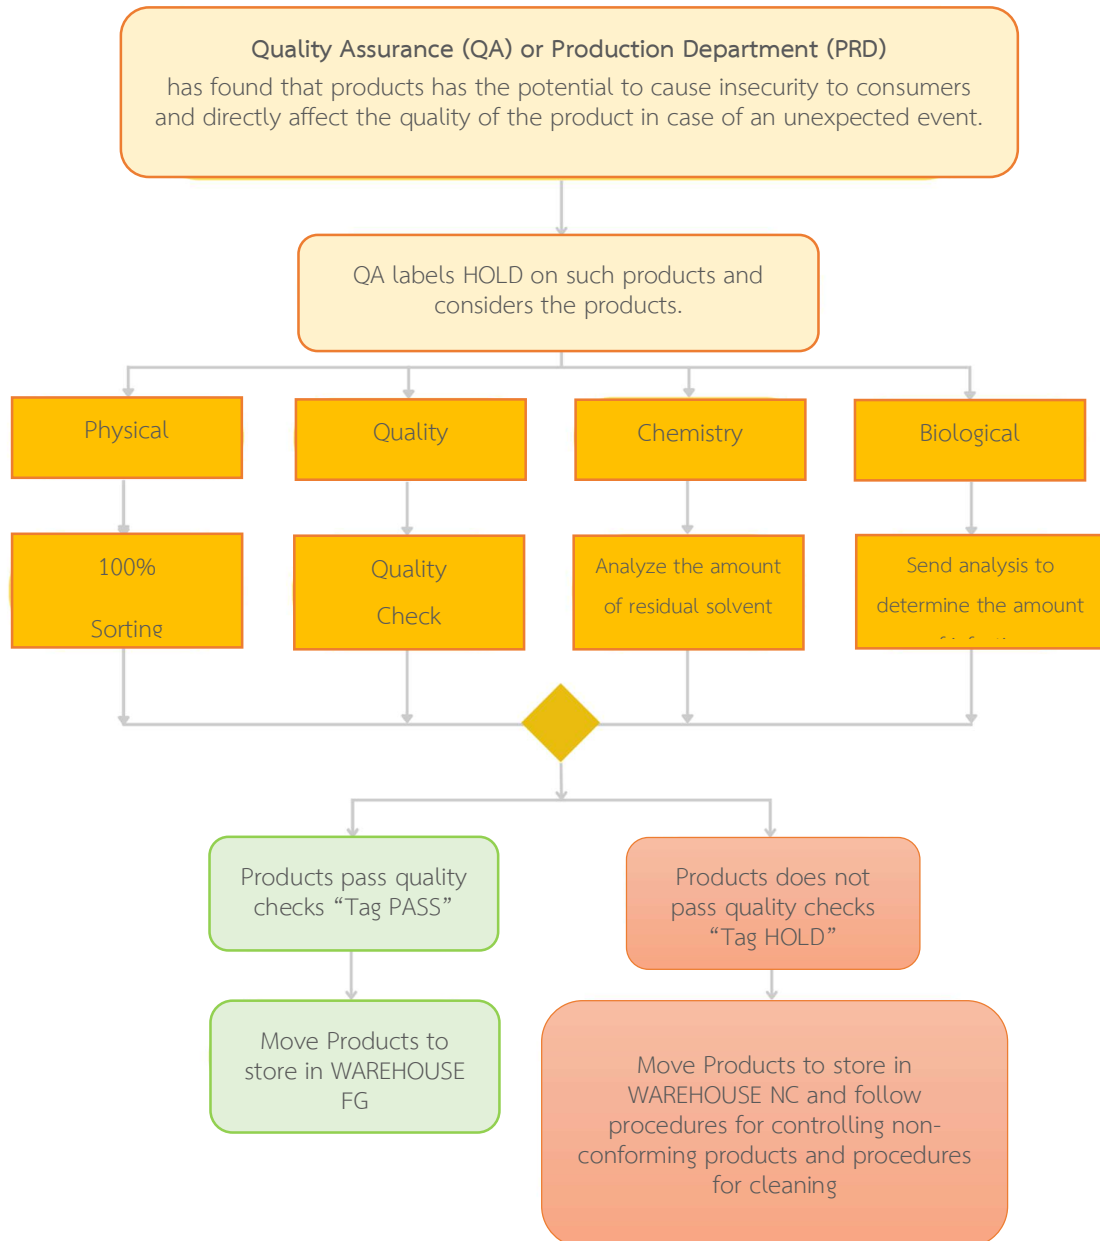 Quality Assurance (QA) or Production Department (PRD)
has found that products has the potential to cause insecurity to consumers
and directly affect the quality of the product in case of an unexpected event.
QA labels HOLD on such products and
considers the products.
Physical
Quality
Chemistry
Biological
100%
Sorting
Quality
Check
Analyze the amount
of residual solvent
Send analysis to
determine the amount
Products pass quality
checks “Tag PASS”
Products does not
pass quality checks
“Tag HOLD”
Move Products to
store in WAREHOUSE
FG
Move Products to store in
WAREHOUSE NC and follow
procedures for controlling non-
conforming products and procedures
for cleaning